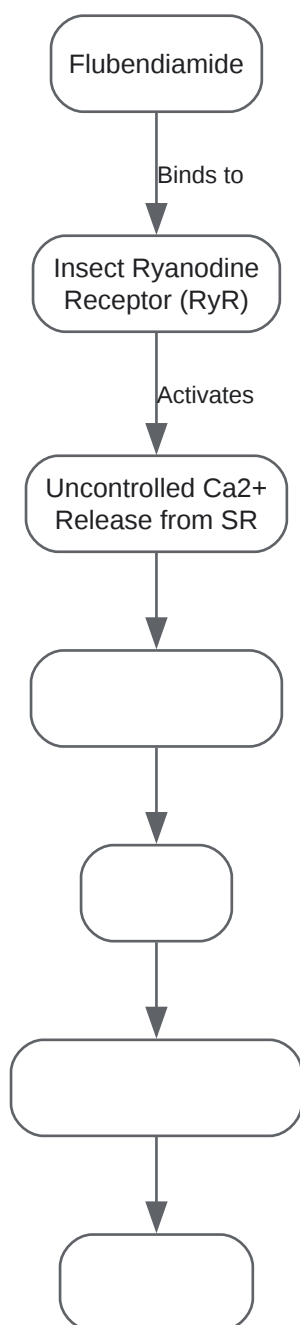 Flubendiamide
Binds to
Insect Ryanodine
Receptor (RyR)
Activates
Uncontrolled Ca2+
Release from SR